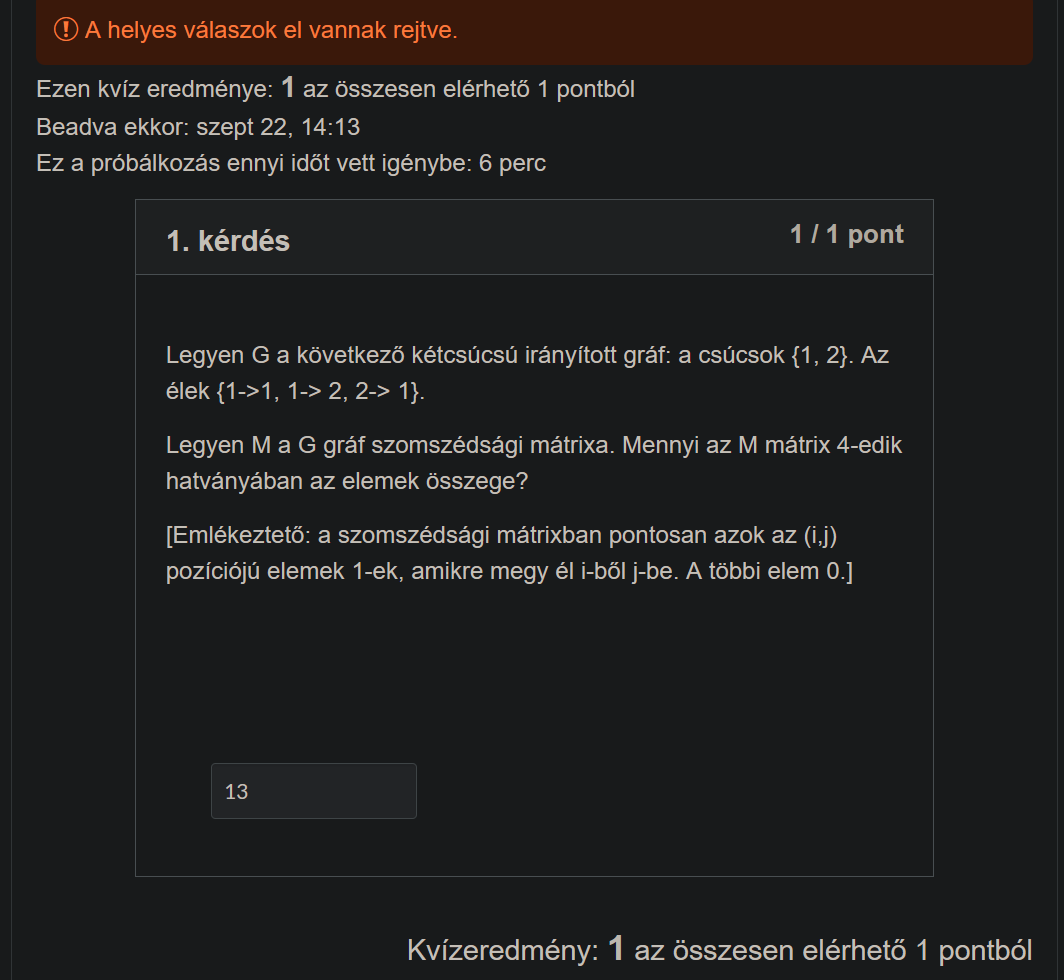 A helyes válaszok el vannak rejtve.
Ezen kvíz eredménye: 1 az összesen elérhető 1 pontból
Beadva ekkor: szept 22, 14:13
Ez a próbálkozás ennyi időt vett igénybe: 6 perc
1. kérdés
1 / 1 pont
Legyen G a következő kétcsúcsú irányított gráf: a csúcsok {1, 2}. Az
élek {1->1, 1-> 2, 2-> 1}.
Legyen M a G gráf szomszédsági mátrixa. Mennyi az M mátrix 4-edik
hatványában az elemek összege?
[Emlékeztető: a szomszédsági mátrixban pontosan azok az (i,j)
pozíciójú elemek 1-ek, amikre megy él i-ből j-be. A többi elem 0.]
13
Kvízeredmény: 1 az összesen elérhető 1 pontból